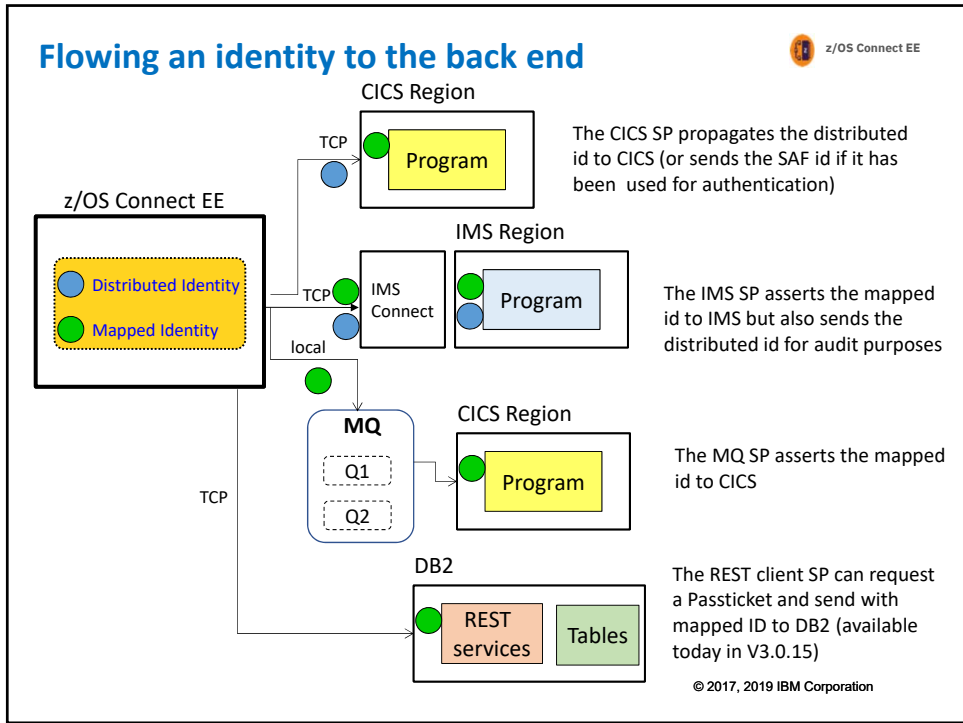 Flowing an identity to the back end
z/OS Connect EE
CICS Region
TCP
Program
The CICS SP propagates the distributed
id to CICS (or sends the SAF id if it has
been used for authentication)
z/OS Connect EE
Distributed Identity
Mapped Identity
IMS Region
TCP
IMS
Connect
Program
The IMS SP asserts the mapped
id to IMS but also sends the
distributed id for audit purposes
local
MQ
Q1
Q2
CICS Region
Program
The MQ SP asserts the mapped
id to CICS
TCP
DB2
REST
services
Tables
The REST client SP can request
a Passticket and send with
mapped ID to DB2 (available
today in V3.0.15)
© 2017, 2019 IBM Corporation